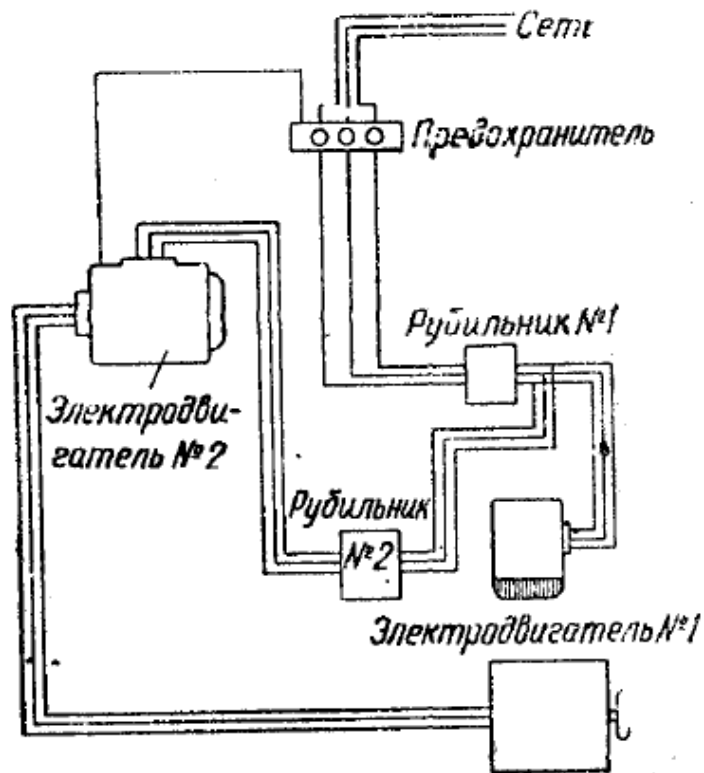 Сеть
Предохранитель
Рубильник №1
Электродви-
гатель №2
Рубильник
№2
Электродвигатель №1